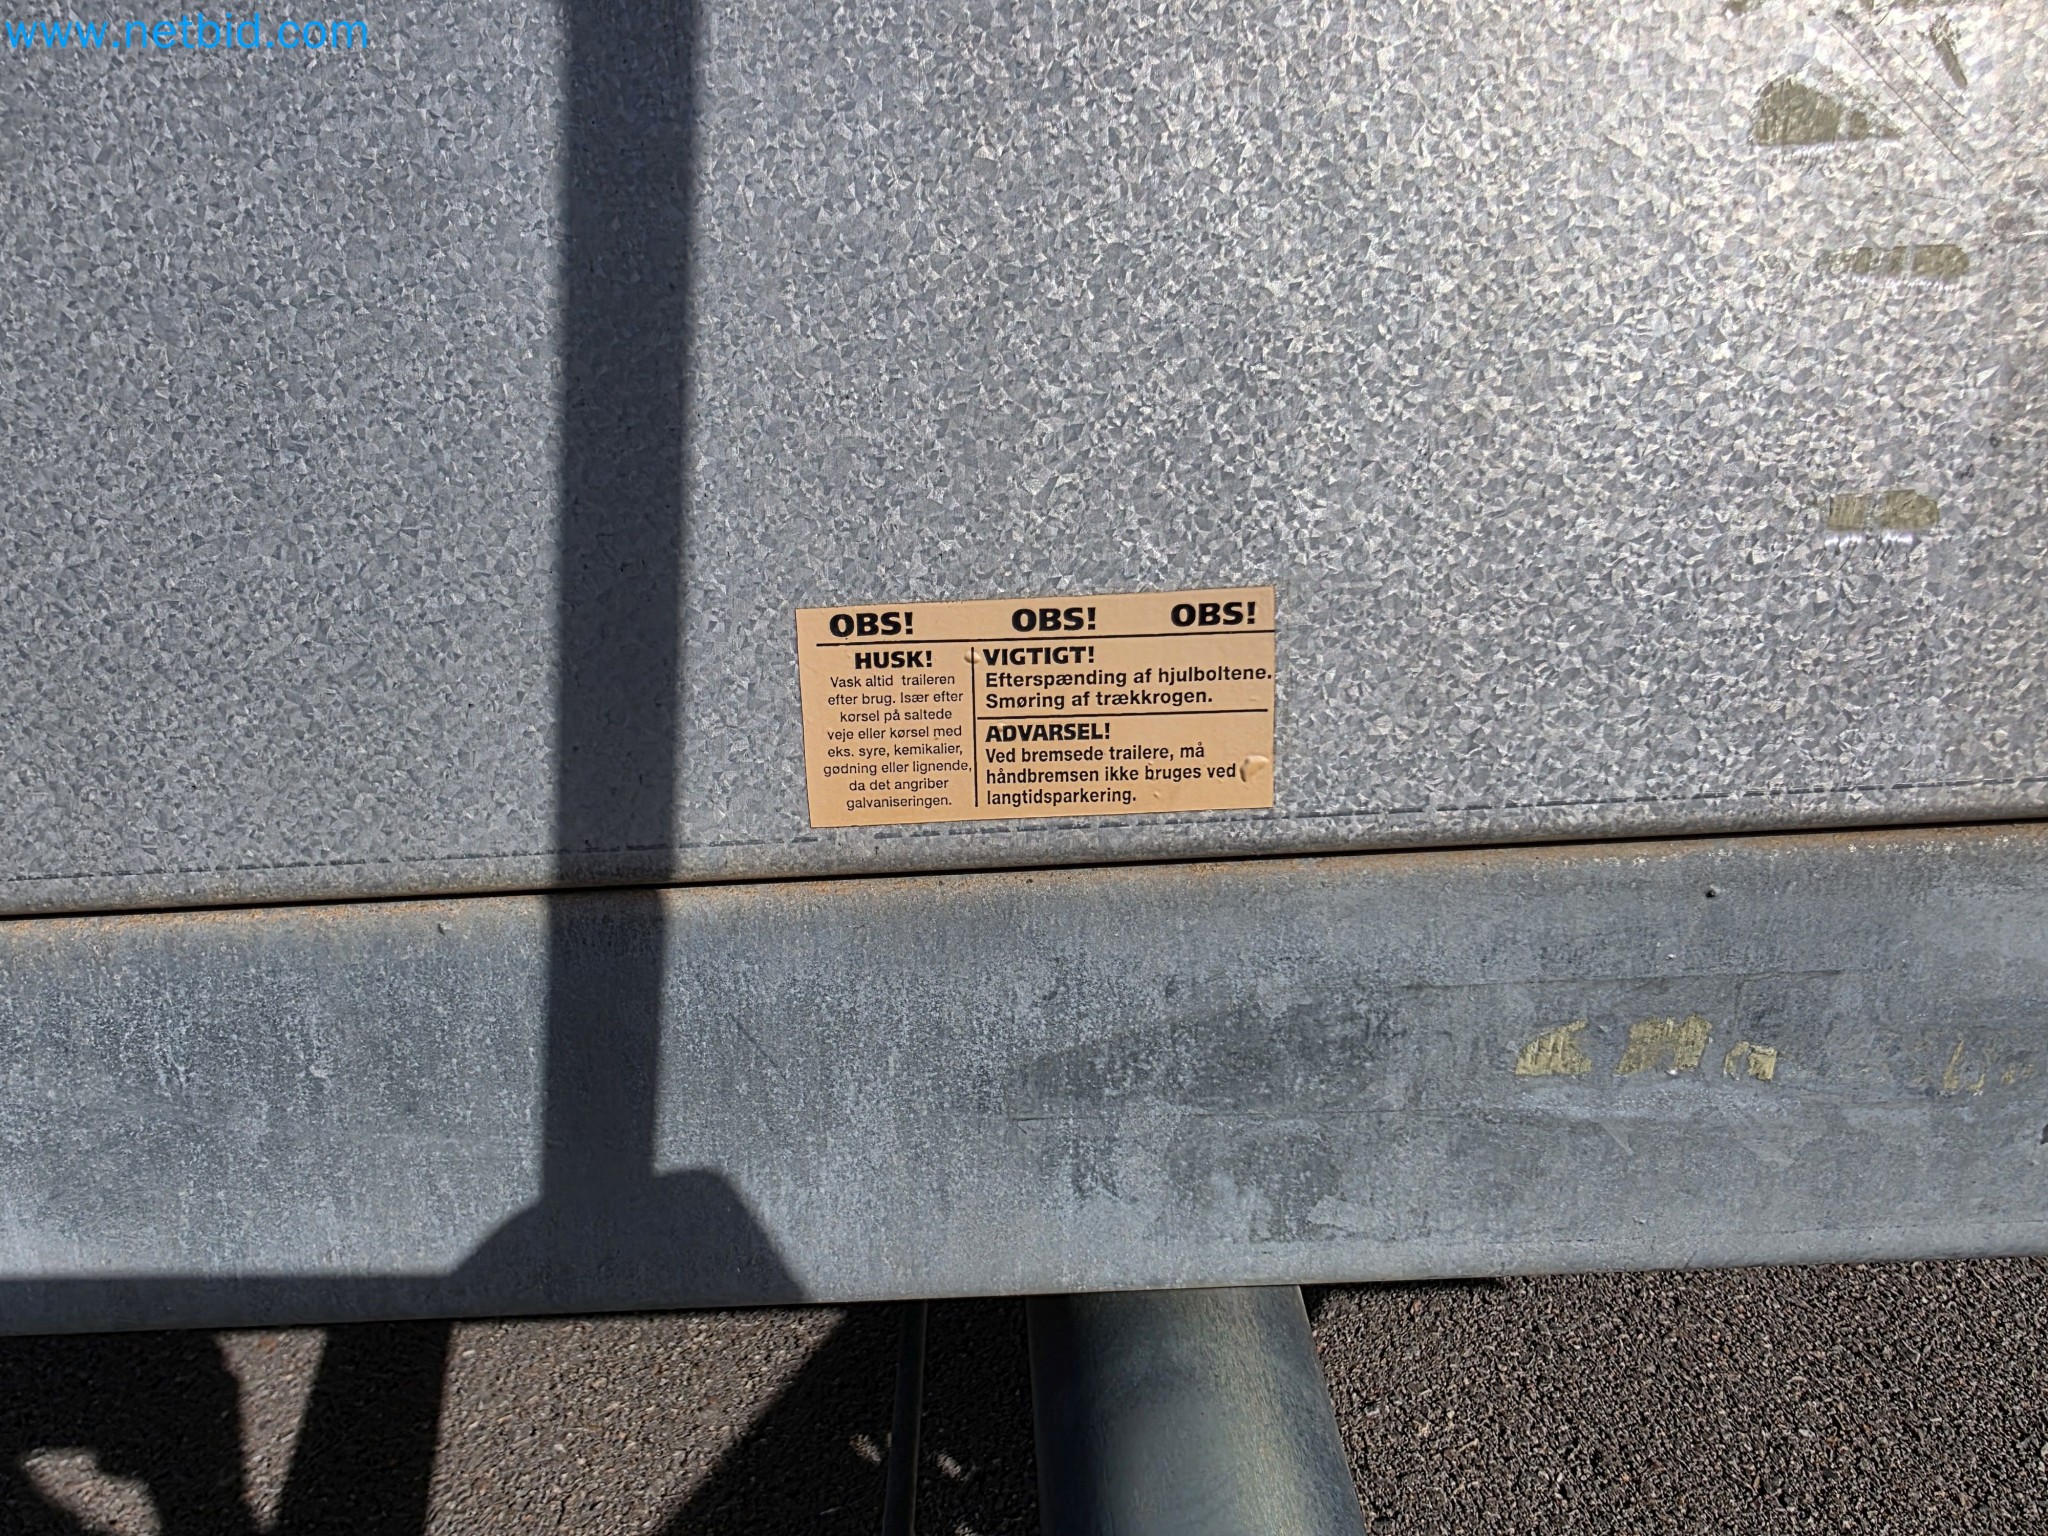 www.netbid.com
OBS! OBS! OBS!
HUSK!
Vask altid traileren
efter brug. Især efter
kørsel på saltede
veje eller kørsel med
eks. syre, kemikalier,
gødning eller lignende,
da det angriber
galvaniseringen.
VIGTIGT!
Efterspænding af hjulboltene.
Smøring af trækkrogen.
ADVARSEL!
Ved bremsede trailere, må
håndbremsen ikke bruges ved
langtidsparkering.